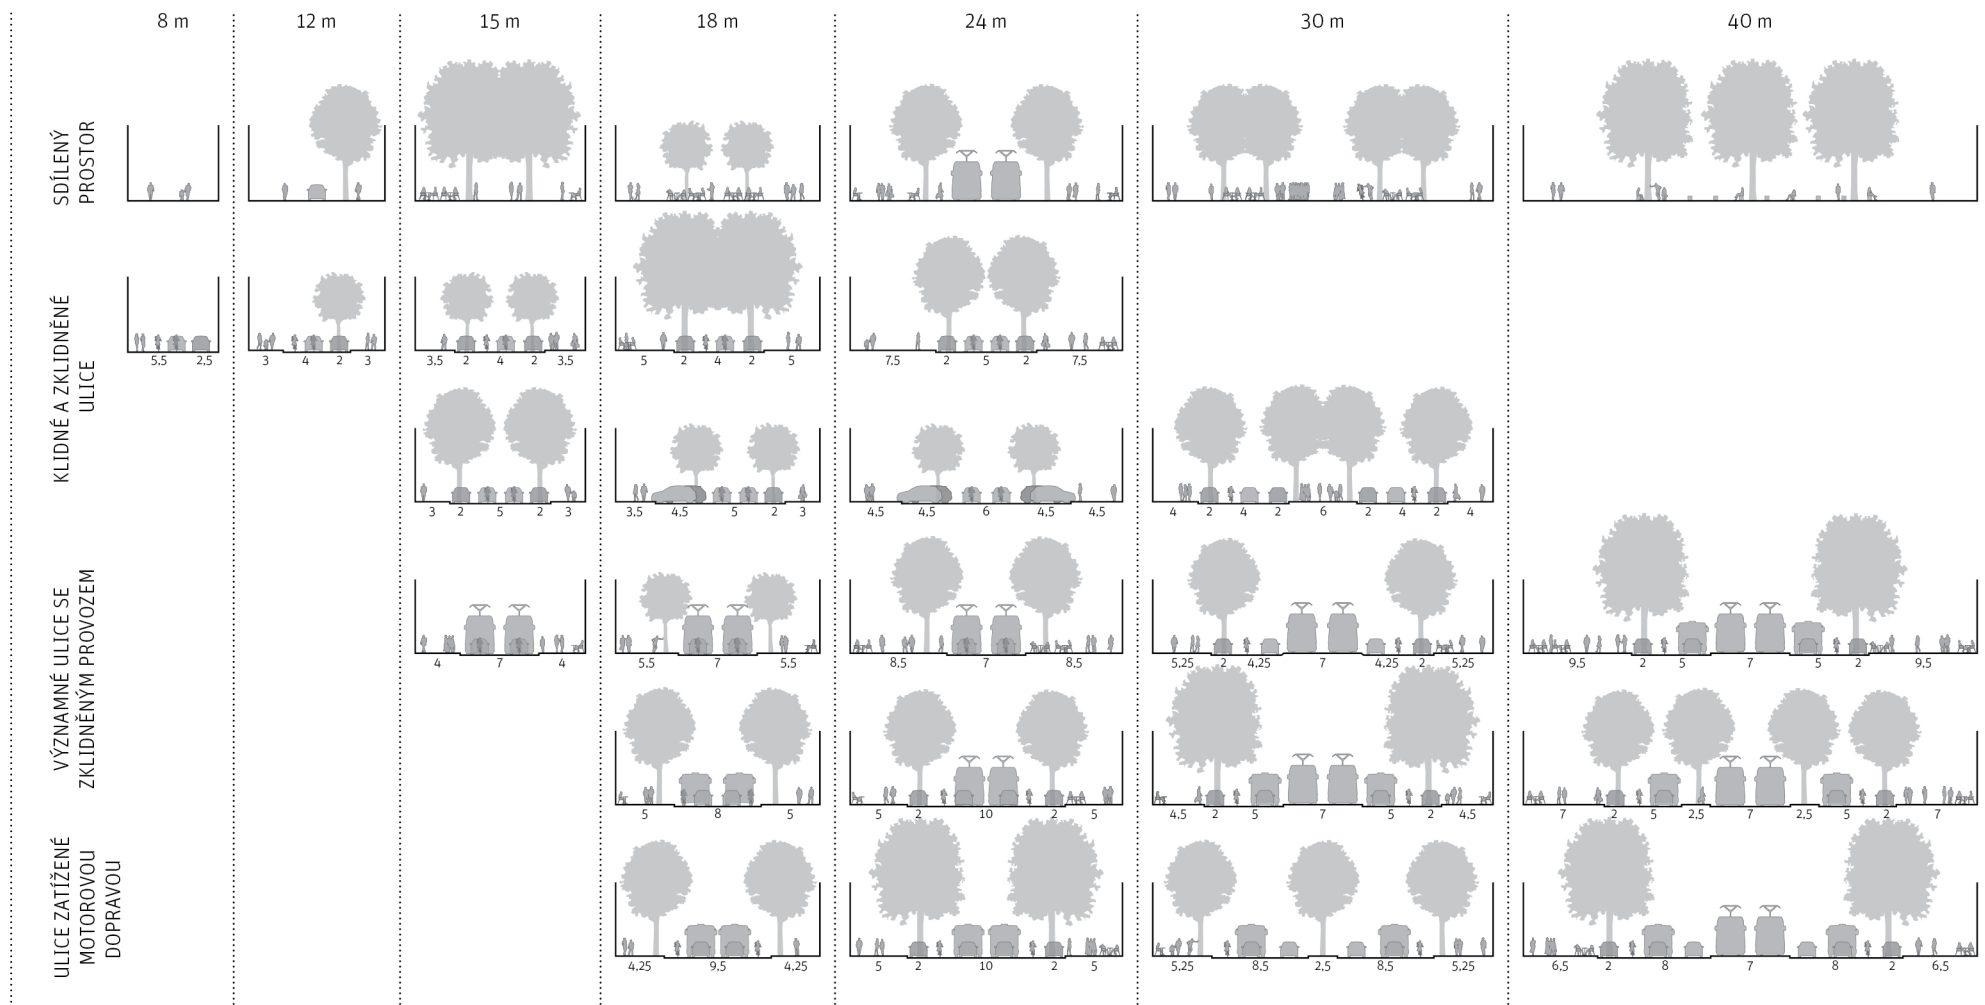 8 m 12 m 15 m 18 m 24 m 30 m 40 m
SDÍLENÝ
PROSTOR
KLIDNÉ A ZKLIDNĚNÉ
ULICE
5,5 2,5 3 4 2 3 3,5 2 4 2 3,5 5 2 4 2 5 7,5 2 5 2 7,5
3 2 5 2 3 3.5 4,5 5 2 3 4,5 4,5 6 4,5 4,5 4 2 4 2 6 2 4 2 4
VÝZNAMNÉ ULICE SE
ZKLIDNĚNÝM PROVOZEM
4 7 4 5.5 7 5.5 8.5 7 8.5 5.25 2 4.25 7 4.25 2 5.25 9.5 2 5 7 5 2 9.5
5 8 5 5 2 10 2 5 4.5 2 5 7 5 2 4.5 7 2 5 2.5 7 2,5 5 2 7
ULICE ZATÍŽENÉ
MOTOROVOU
DOPRAVOU
4.25 9.5 4.25 5 2 10 2 5 5.25 8.5 2.5 8.5 5.25 6,5 2 8 7 8 2 6,5